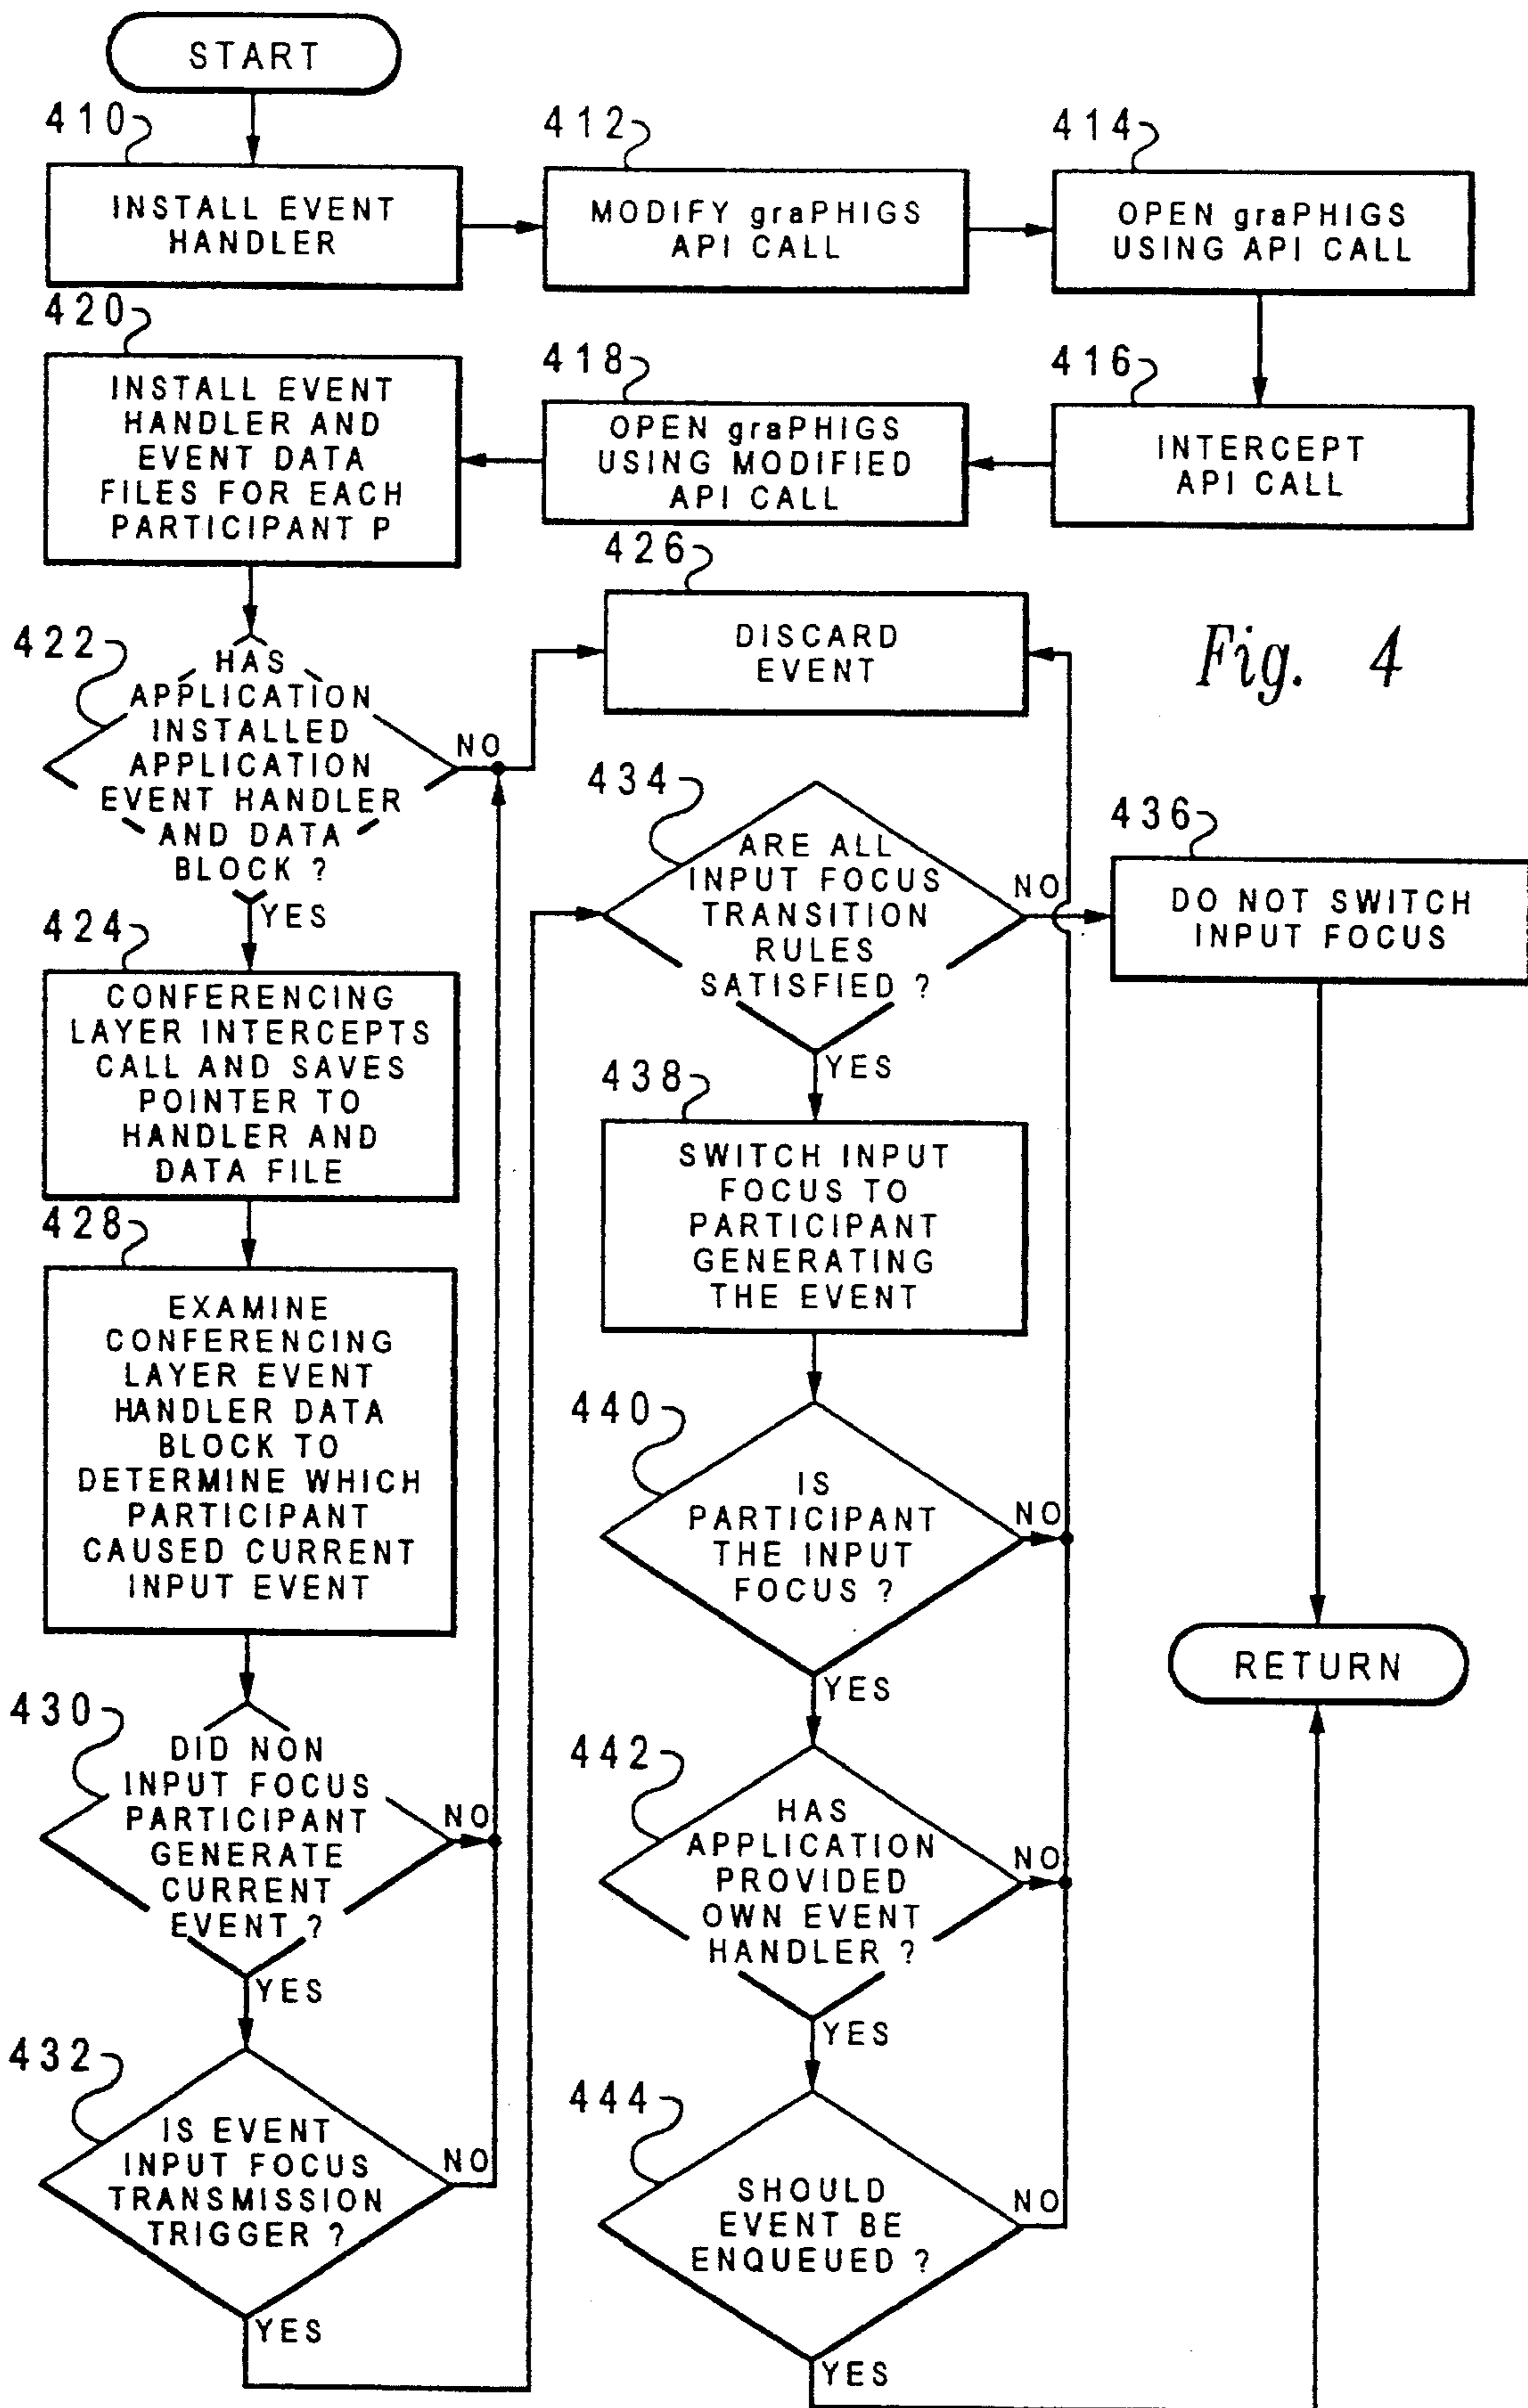 START
410
INSTALL EVENT
HANDLER
412
MODIFY graPHIGS
API CALL
414
OPEN graPHIGS
USING API CALL
416
INTERCEPT
API CALL
418
OPEN graPHIGS
USING MODIFIED
API CALL
420
INSTALL EVENT
HANDLER AND
EVENT DATA
FILES FOR EACH
PARTICIPANT P
422
HAS
APPLICATION
INSTALLED
APPLICATION
EVENT HANDLER
AND DATA
BLOCK ?
NO
YES
426
DISCARD
EVENT
Fig. 4
424
CONFERENCING
LAYER INTERCEPTS
CALL AND SAVES
POINTER TO
HANDLER AND
DATA FILE
428
EXAMINE
CONFERENCING
LAYER EVENT
HANDLER DATA
BLOCK TO
DETERMINE WHICH
PARTICIPANT
CAUSED CURRENT
INPUT EVENT
430
DID NON
INPUT FOCUS
PARTICIPANT
GENERATE
CURRENT
EVENT ?
NO
YES
432
IS EVENT
INPUT FOCUS
TRANSMISSION
TRIGGER ?
NO
YES
434
ARE ALL
INPUT FOCUS
TRANSITION
RULES
SATISFIED ?
NO
YES
436
DO NOT SWITCH
INPUT FOCUS
438
SWITCH INPUT
FOCUS TO
PARTICIPANT
GENERATING
THE EVENT
440
IS
PARTICIPANT
THE INPUT
FOCUS ?
NO
YES
442
HAS
APPLICATION
PROVIDED
OWN EVENT
HANDLER ?
NO
YES
444
SHOULD
EVENT BE
ENQUEUED ?
NO
YES
RETURN